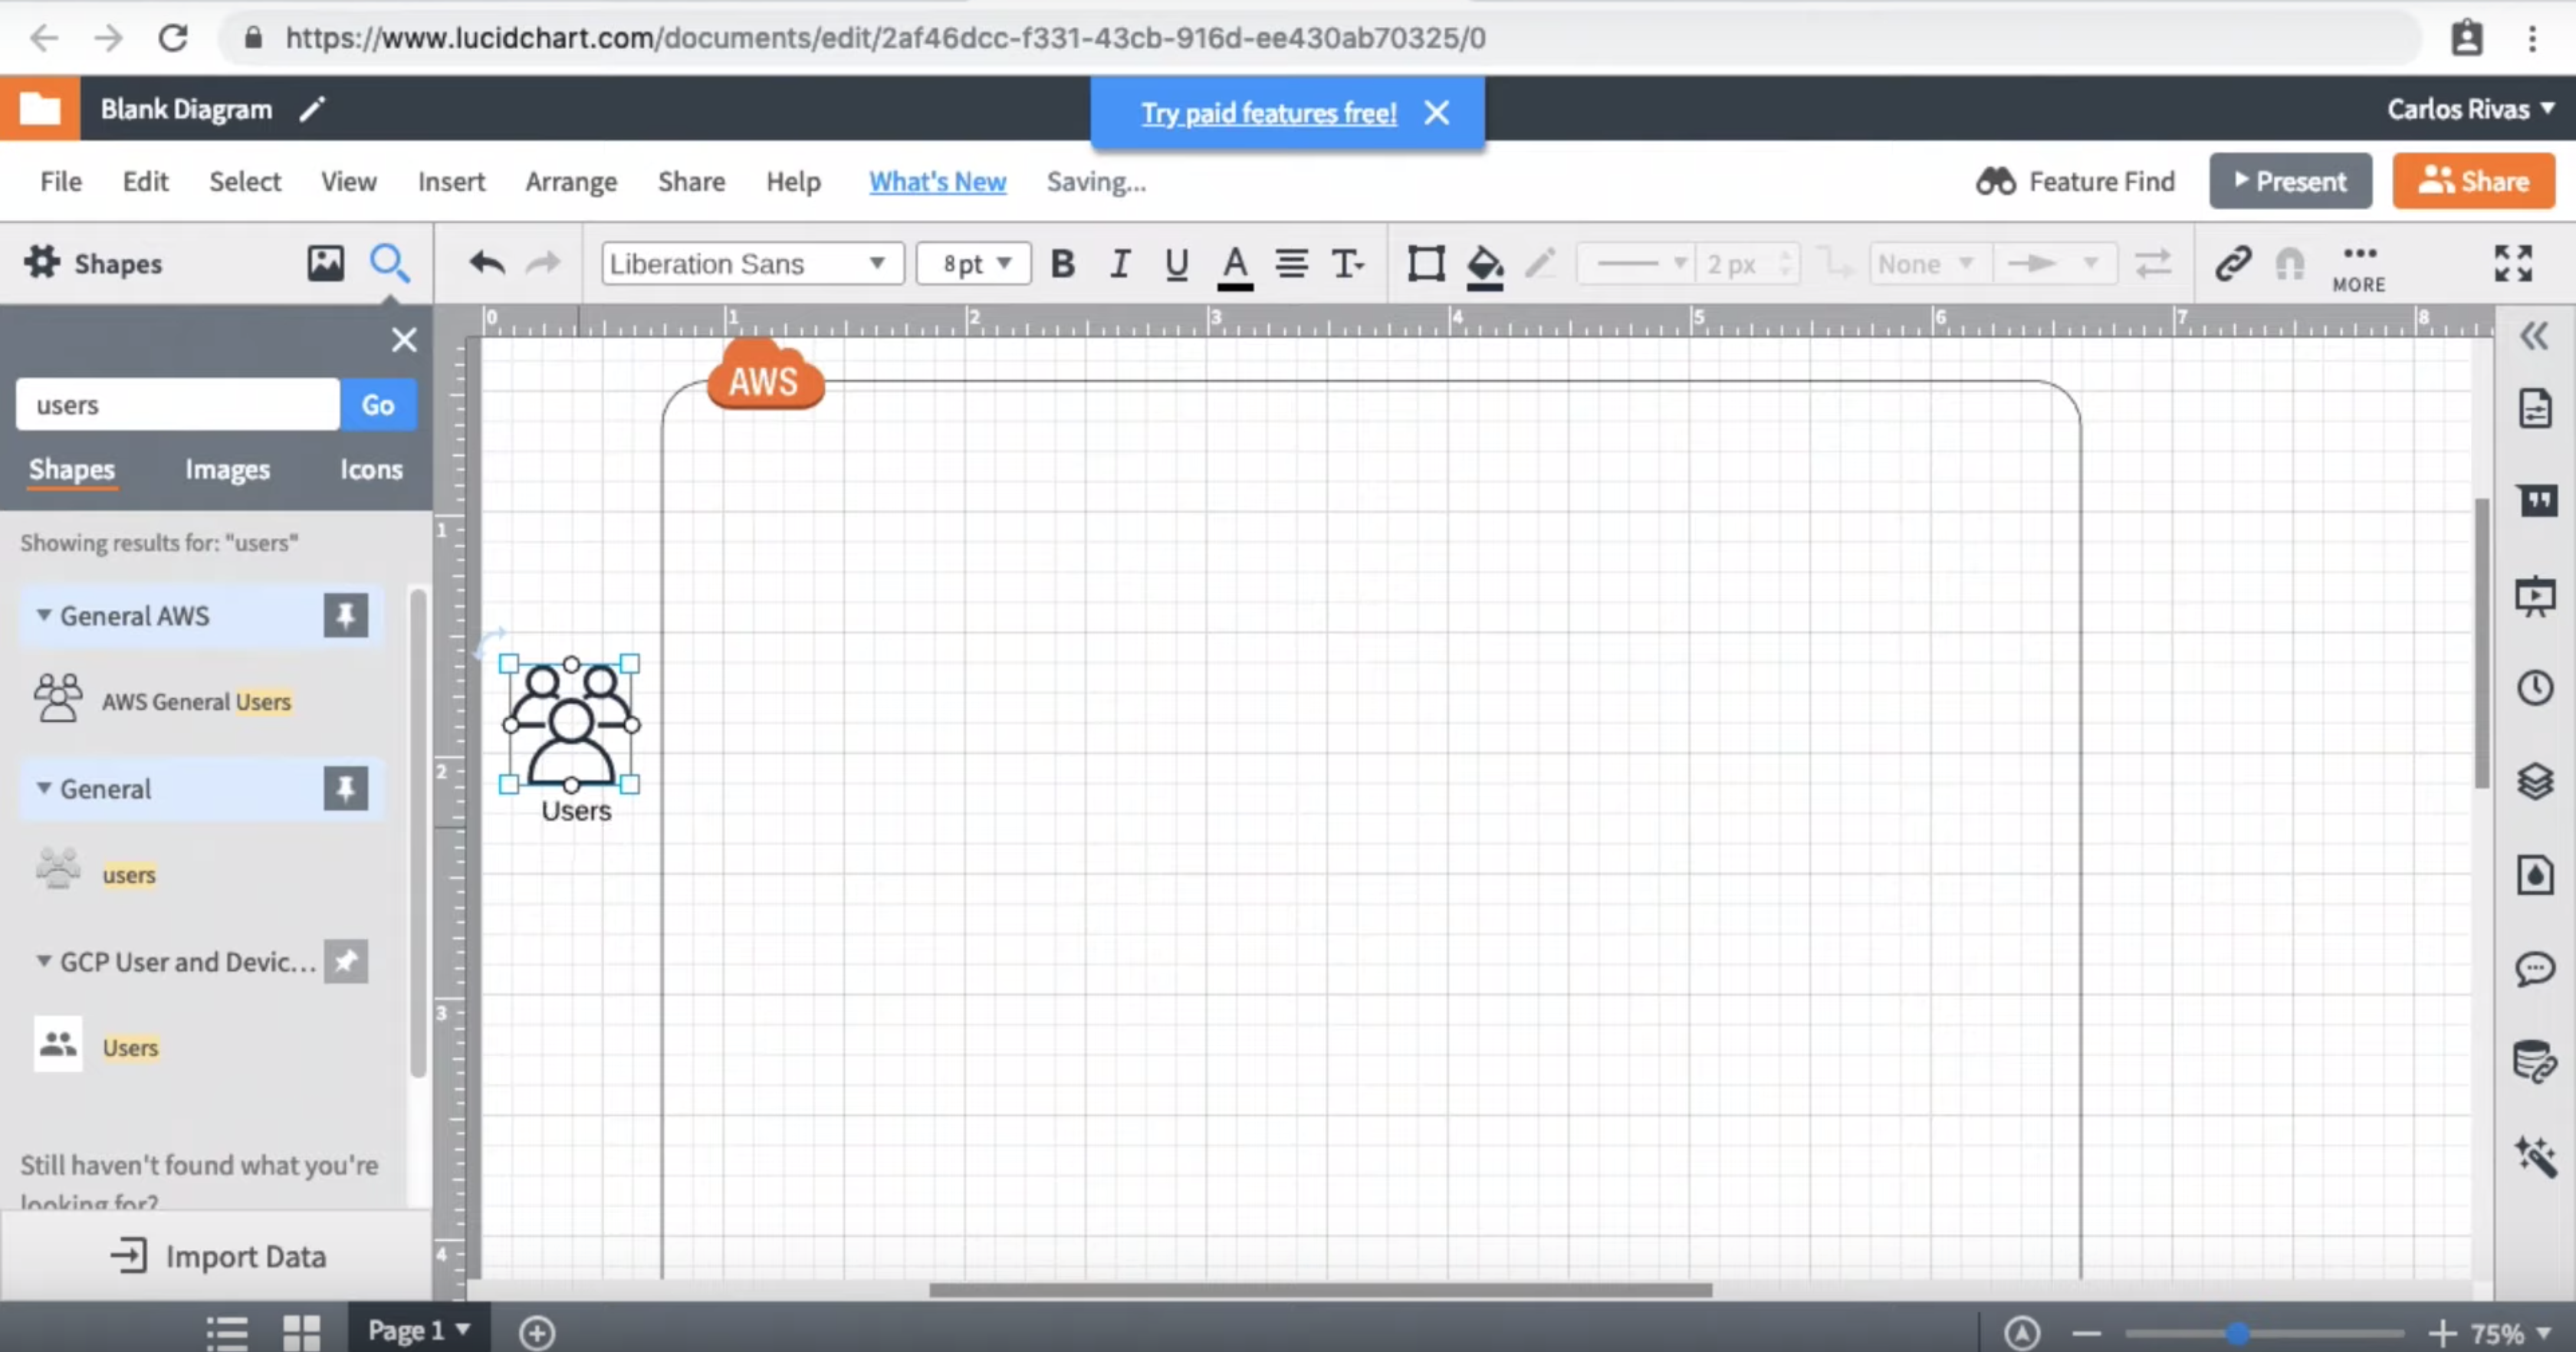 https://www.lucidchart.com/documents/edit/2af46dcc-f331-43cb-916d-ee430ab70325/0
Blank Diagram
Try paid features free!
Carlos Rivas
File Edit Select View Insert Arrange Share Help What's New Saving...
Feature Find
Present
Share
Shapes
Liberation Sans
8 pt
B I U A T
2 px
None
MORE
0 1 2 3 4 5 6 7 8
users
Go
AWS
Shapes Images Icons
1
Showing results for: "users"
General AWS
AWS General Users
2
General
Users
users
GCP User and Devic...
3
Users
Still haven't found what you're
looking for?
4
Import Data
Page 1
75%